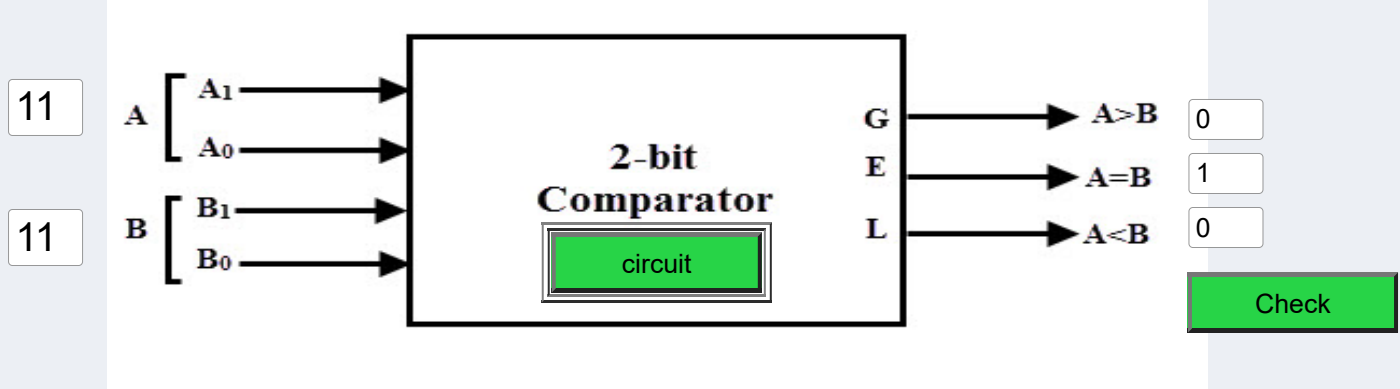 11
A
A1
A0
11
B
B1
B0
2-bit
Comparator
circuit
G
E
L
A>B
0
A=B
1
A<B
0
Check